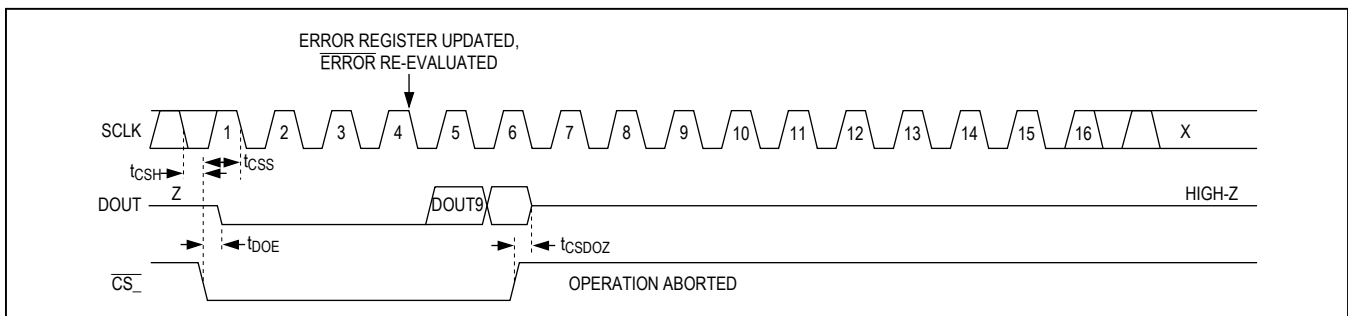 ERROR REGISTER UPDATED,
ERROR RE-EVALUATED
SCLK 1 2 3 4 5 6 7 8 9 10 11 12 13 14 15 16 X
tCSH tCSS
DOUT Z DOUT9 HIGH-Z
tDOE tCSDOZ
CS_ OPERATION ABORTED